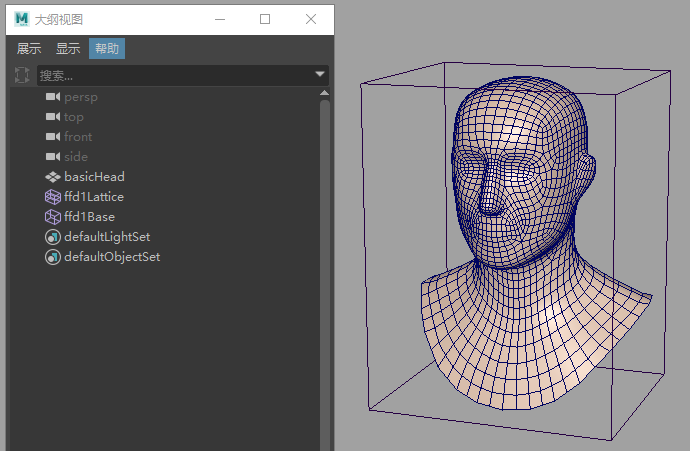 大纲视图
展示 显示 帮助
搜索...
persp
top
front
side
basicHead
ffd1Lattice
ffd1Base
defaultLightSet
defaultObjectSet